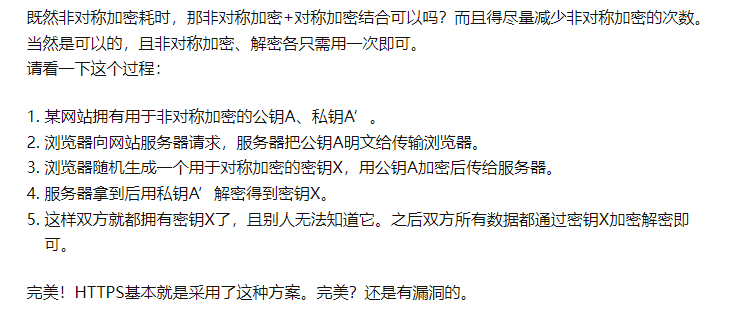 既然非对称加密耗时，那非对称加密+对称加密结合可以吗？而且得尽量减少非对称加密的次数。
当然是可以的，且非对称加密、解密各只需用一次即可。
请看一下这个过程：
1. 某网站拥有用于非对称加密的公钥A、私钥A’。
2. 浏览器向网站服务器请求，服务器把公钥A明文给传输浏览器。
3. 浏览器随机生成一个用于对称加密的密钥X，用公钥A加密后传给服务器。
4. 服务器拿到后用私钥A’解密得到密钥X。
5. 这样双方就都拥有密钥X了，且别人无法知道它。之后双方所有数据都通过密钥X加密解密即
可。
完美！HTTPS基本就是采用了这种方案。完美？还是有漏洞的。